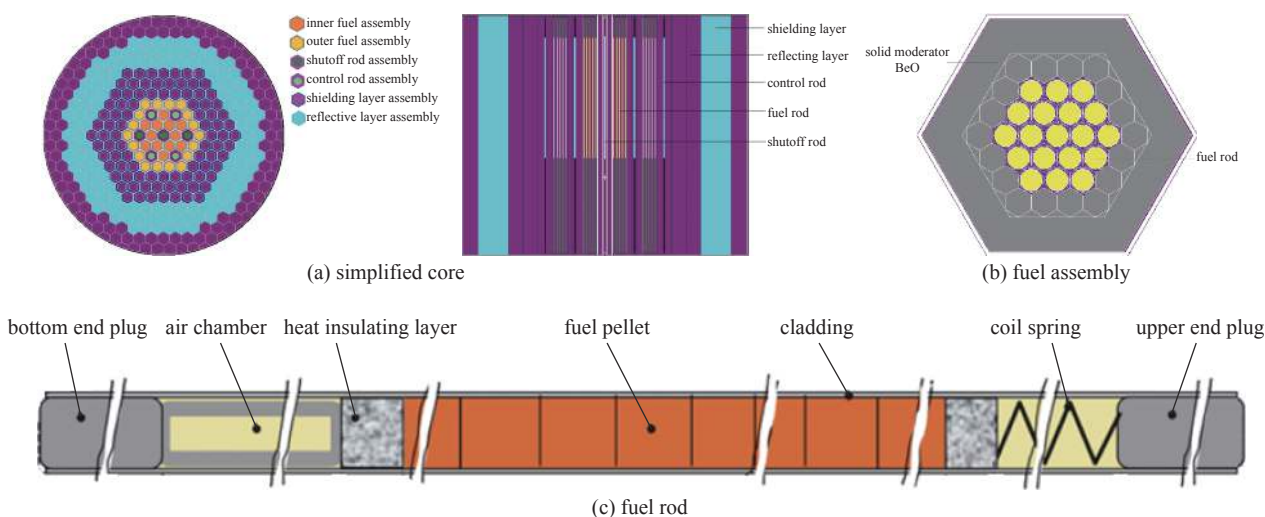 inner fuel assembly
outer fuel assembly
shutoff rod assembly
control rod assembly
shielding layer assembly
reflective layer assembly
shielding layer
reflecting layer
control rod
fuel rod
shutoff rod
(a) simplified core
solid moderator
BeO
fuel rod
(b) fuel assembly
bottom end plug
air chamber
heat insulating layer
fuel pellet
cladding
coil spring
upper end plug
(c) fuel rod